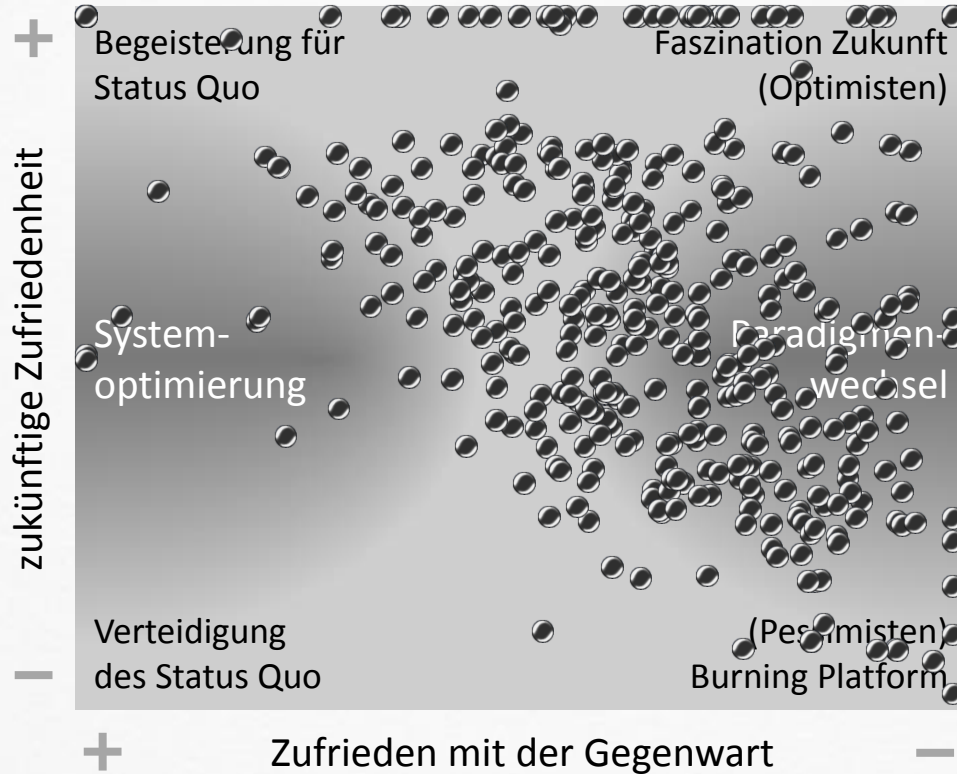 +
Begeisterung für
Status Quo
Faszination Zukunft
(Optimisten)
zukünftige Zufriedenheit
System-
optimierung
Paradigmen-
wechsel
Verteidigung
des Status Quo
(Pessimisten)
Burning Platform
−
+
Zufrieden mit der Gegenwart
−